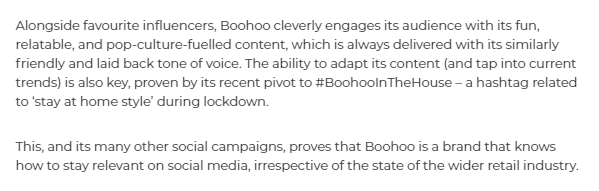 Alongside favourite influencers, Boohoo cleverly engages its audience with its fun,
relatable, and pop-culture-fuelled content, which is always delivered with its similarly
friendly and laid back tone of voice. The ability to adapt its content (and tap into current
trends) is also key, proven by its recent pivot to #BoohooInTheHouse – a hashtag related
to ‘stay at home style’ during lockdown.
This, and its many other social campaigns, proves that Boohoo is a brand that knows
how to stay relevant on social media, irrespective of the state of the wider retail industry.